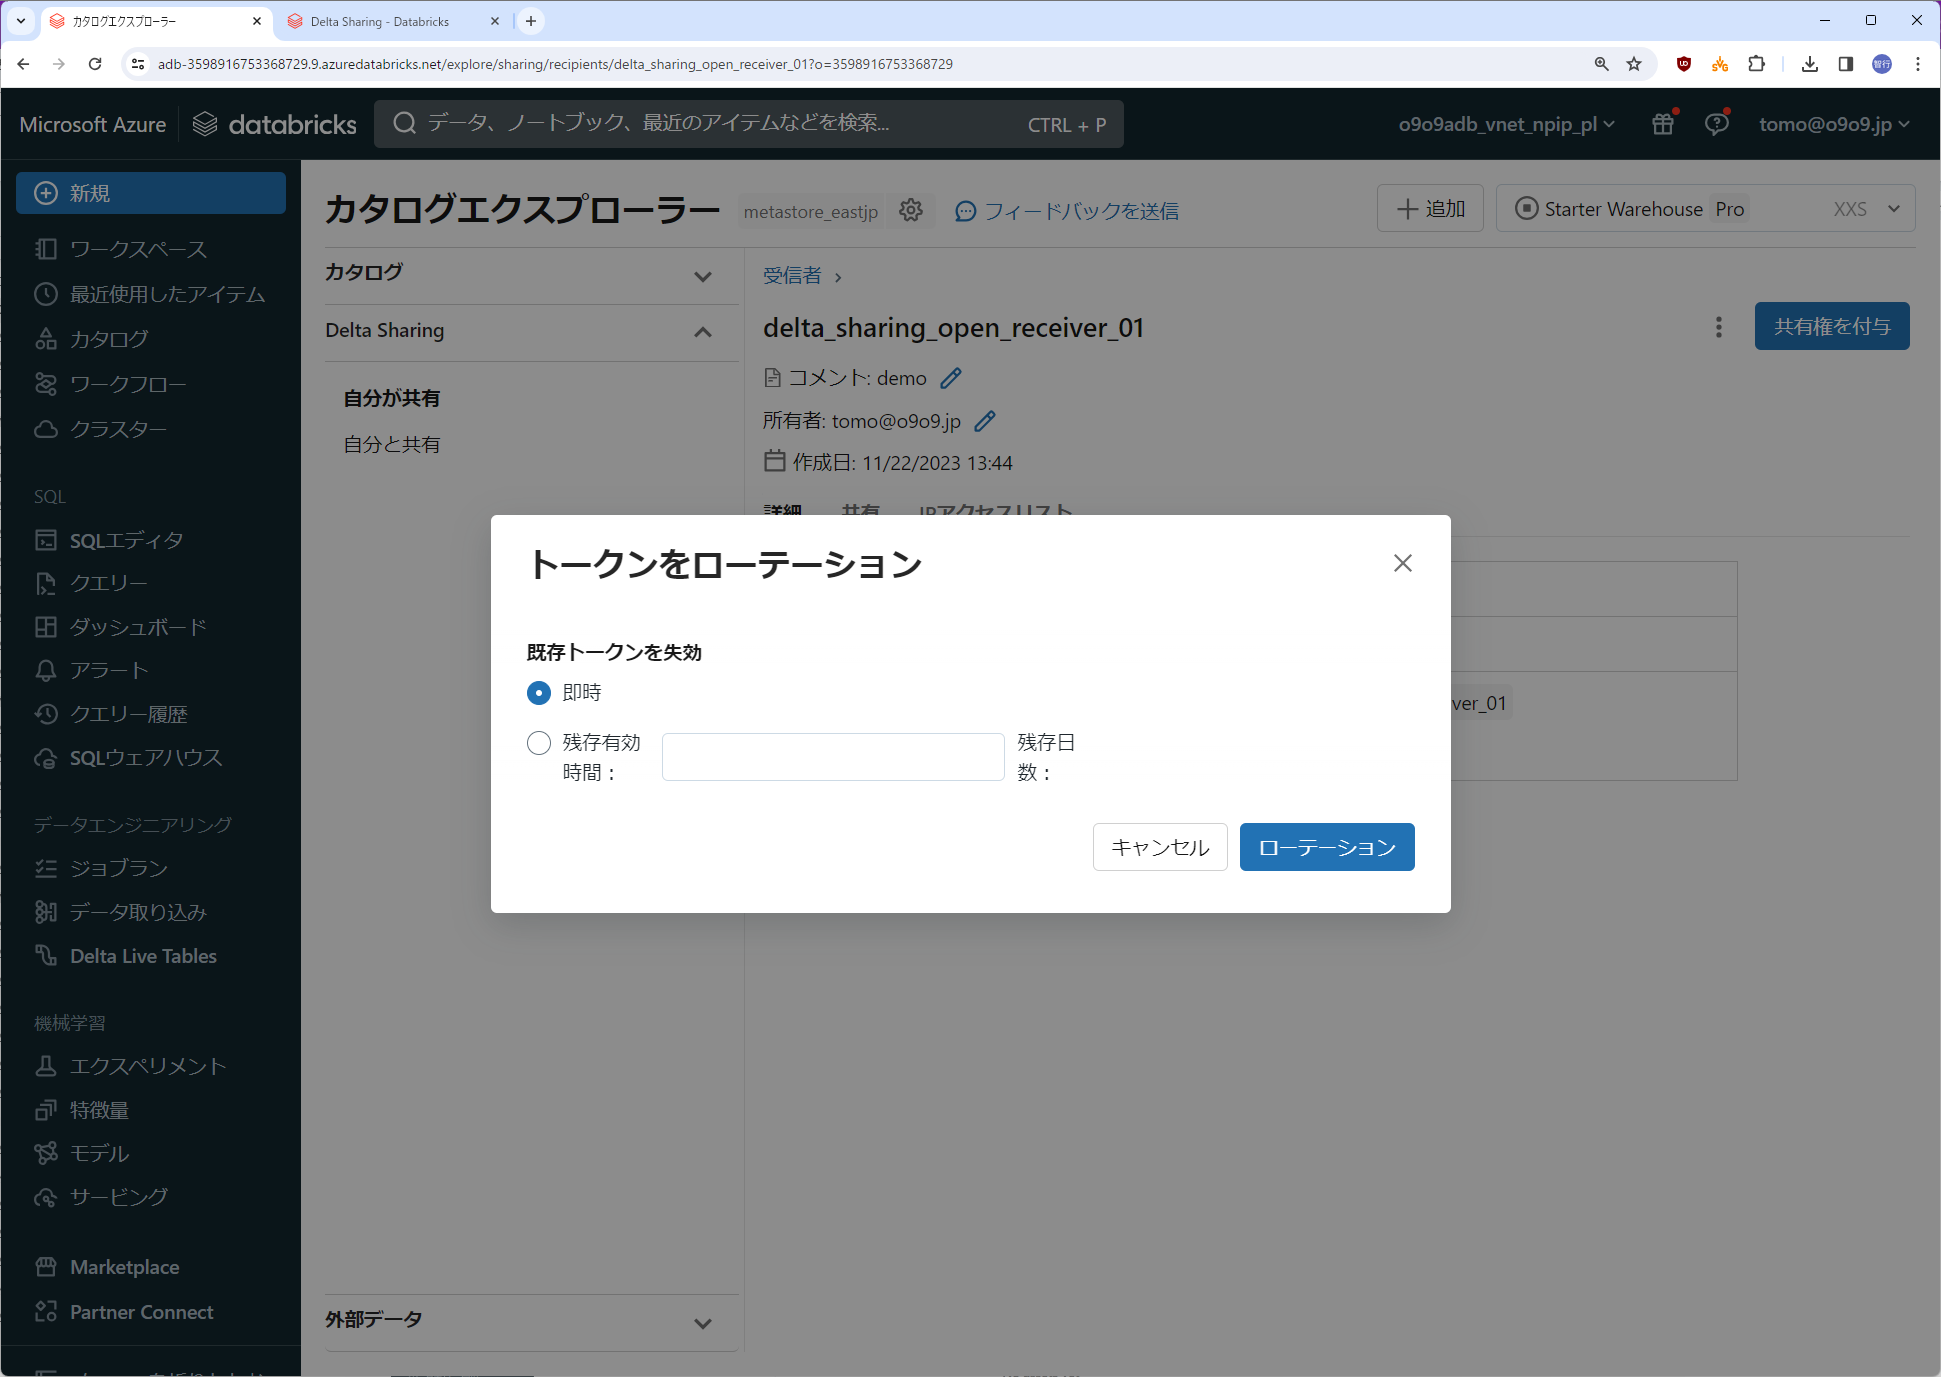 カタログエクスプローラー
Delta Sharing - Databricks
adb-3598916753368729.9.azuredatabricks.net/explore/sharing/recipients/delta_sharing_open_receiver_01?o=3598916753368729
智行
Microsoft Azure
databricks
データ、ノートブック、最近のアイテムなどを検索...
CTRL + P
o9o9adb_vnet_npip_pl
tomo@o9o9.jp
新規
ワークスペース
最近使用したアイテム
カタログ
ワークフロー
クラスター
SQL
SQLエディタ
クエリー
ダッシュボード
アラート
クエリー履歴
SQLウェアハウス
データエンジニアリング
ジョブラン
データ取り込み
Delta Live Tables
機械学習
エクスペリメント
特徴量
モデル
サービング
Marketplace
Partner Connect
カタログエクスプローラー
metastore_eastjp
フィードバックを送信
追加
Starter Warehouse Pro XXS
カタログ
Delta Sharing
自分が共有
自分と共有
外部データ
受信者 ›
delta_sharing_open_receiver_01
共有権を付与
コメント: demo
所有者: tomo@o9o9.jp
作成日: 11/22/2023 13:44
詳細 共有 IPアクセスリスト
ver_01
トークンをローテーション
既存トークンを失効
即時
残存有効時間：
残存日数：
キャンセル
ローテーション